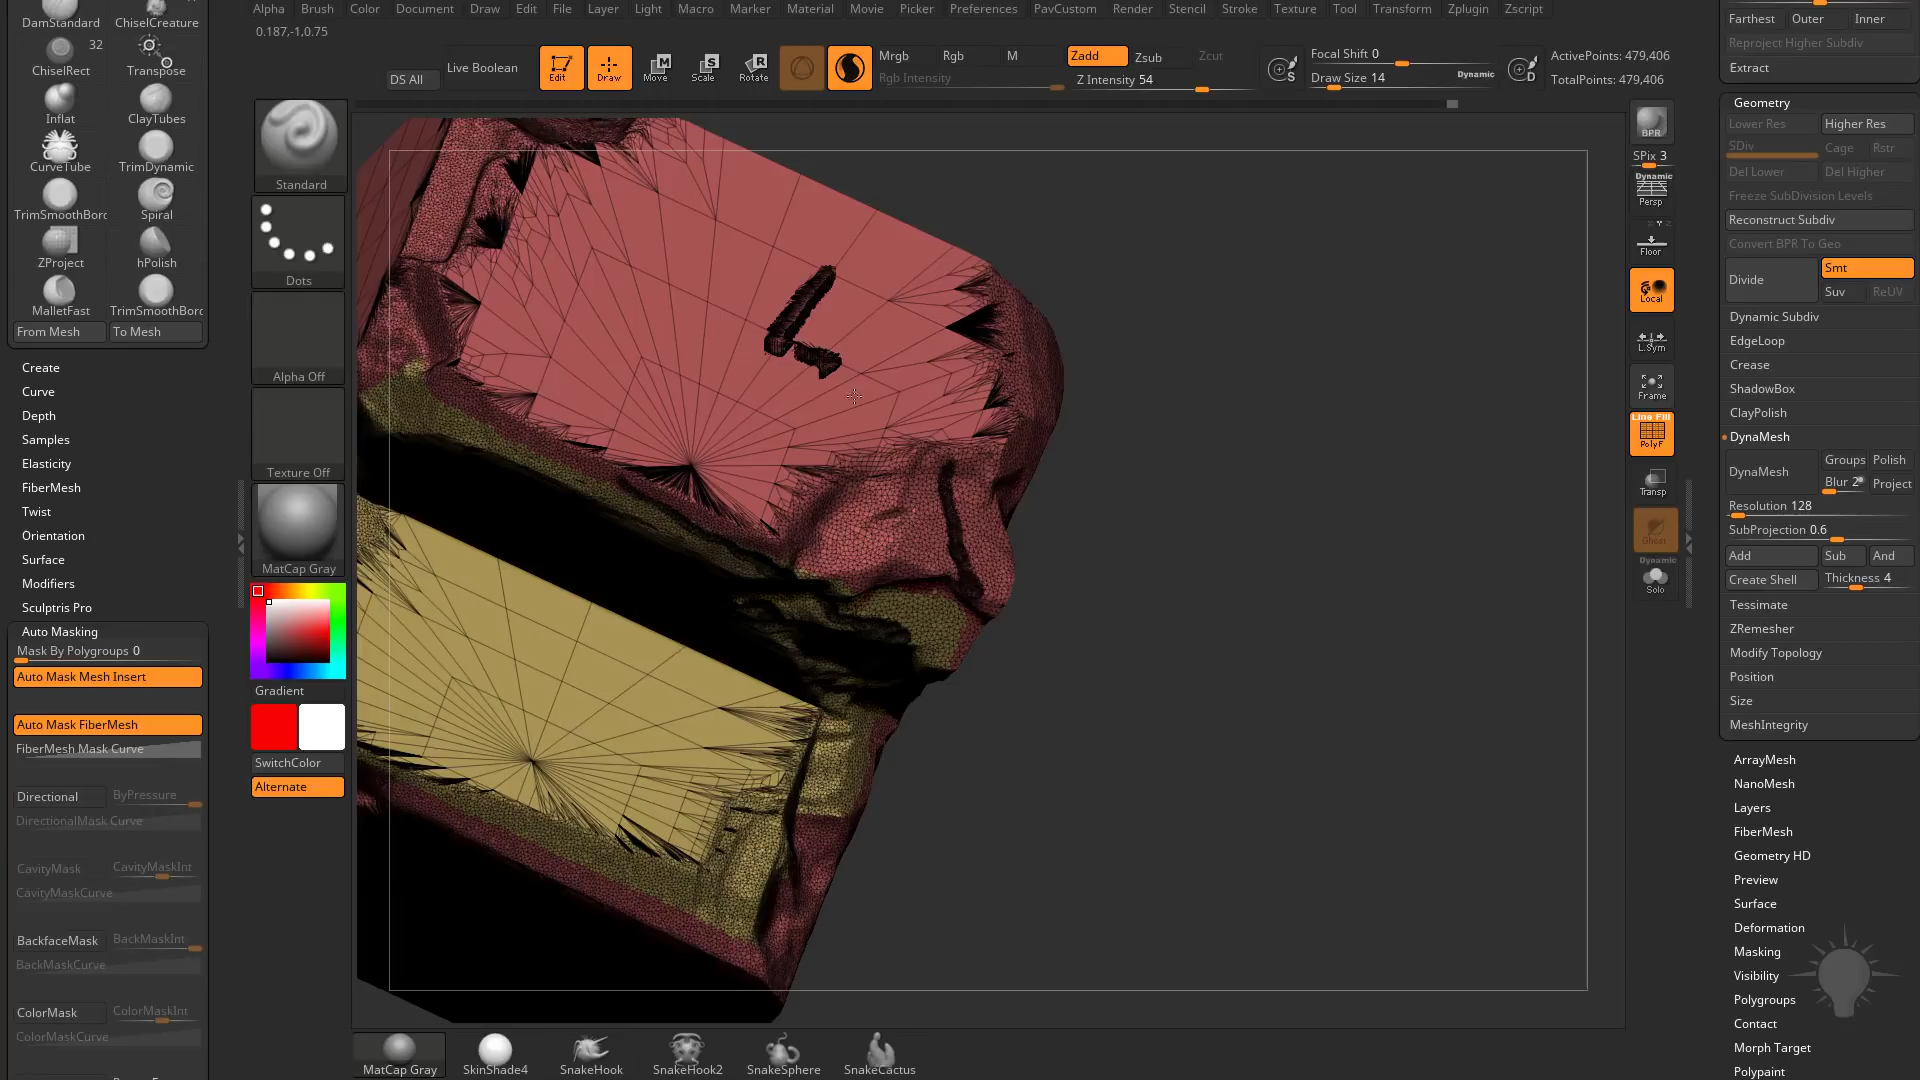 Alpha Brush Color Document Draw Edit File Layer Light Macro Marker Material Movie Picker Preferences PavCustom Render Stencil Stroke Texture Tool Transform Zplugin Zscript
0.187,-1,0.75
DamStandard ChiselCreature
32
ChiselRect Transpose
Inflat ClayTubes
CurveTube TrimDynamic
TrimSmoothBorc Spiral
ZProject hPolish
MalletFast TrimSmoothBorc
From Mesh To Mesh
Create
Curve
Depth
Samples
Elasticity
FiberMesh
Twist
Orientation
Surface
Modifiers
Sculptris Pro
Auto Masking
Mask By Polygroups 0
Auto Mask Mesh Insert
Auto Mask FiberMesh
FiberMesh Mask Curve
Directional ByPressure
DirectionalMask Curve
CavityMask CavityMaskInt
CavityMaskCurve
BackfaceMask BackMaskInt
BackMaskCurve
ColorMask ColorMaskInt
ColorMaskCurve
DS All
Live Boolean
Edit Draw Move Scale Rotate
Mrgb Rgb M
Rgb Intensity
Zadd Zsub Zcut
Z Intensity 54
S
Focal Shift 0
Draw Size 14 Dynamic
D
ActivePoints: 479,406
TotalPoints: 479,406
Standard
Dots
Alpha Off
Texture Off
MatCap Gray
Gradient
SwitchColor
Alternate
BPR
SPix 3
Dynamic
Persp
Floor
Local
L.Sym
Frame
Line Fill
PolyF
Transp
Ghost
Dynamic
Solo
MatCap Gray SkinShade4 SnakeHook SnakeHook2 SnakeSphere SnakeCactus
Farthest Outer Inner
Reproject Higher Subdiv
Extract
Geometry
Lower Res Higher Res
SDiv Cage Rstr
Del Lower Del Higher
Freeze SubDivision Levels
Reconstruct Subdiv
Convert BPR To Geo
Divide Smt
Suv ReUV
Dynamic Subdiv
EdgeLoop
Crease
ShadowBox
ClayPolish
DynaMesh
DynaMesh Groups Polish
Blur 2 Project
Resolution 128
SubProjection 0.6
Add Sub And
Create Shell Thickness 4
Tessimate
ZRemesher
Modify Topology
Position
Size
MeshIntegrity
ArrayMesh
NanoMesh
Layers
FiberMesh
Geometry HD
Preview
Surface
Deformation
Masking
Visibility
Polygroups
Contact
Morph Target
Polypaint